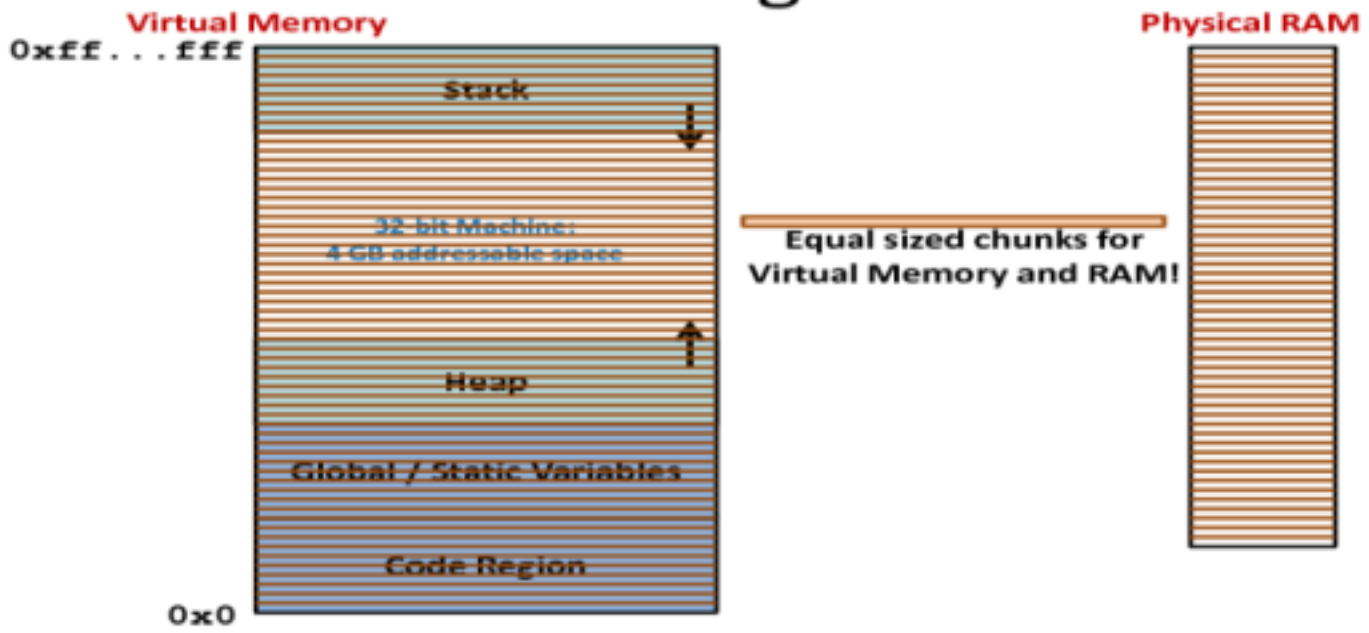 Virtual Memory
Physical RAM
0xff...fff
Stack
32-bit Machine:
4 GB addressable space
Equal sized chunks for
Virtual Memory and RAM!
Heap
Global / Static Variables
Code Region
0x0